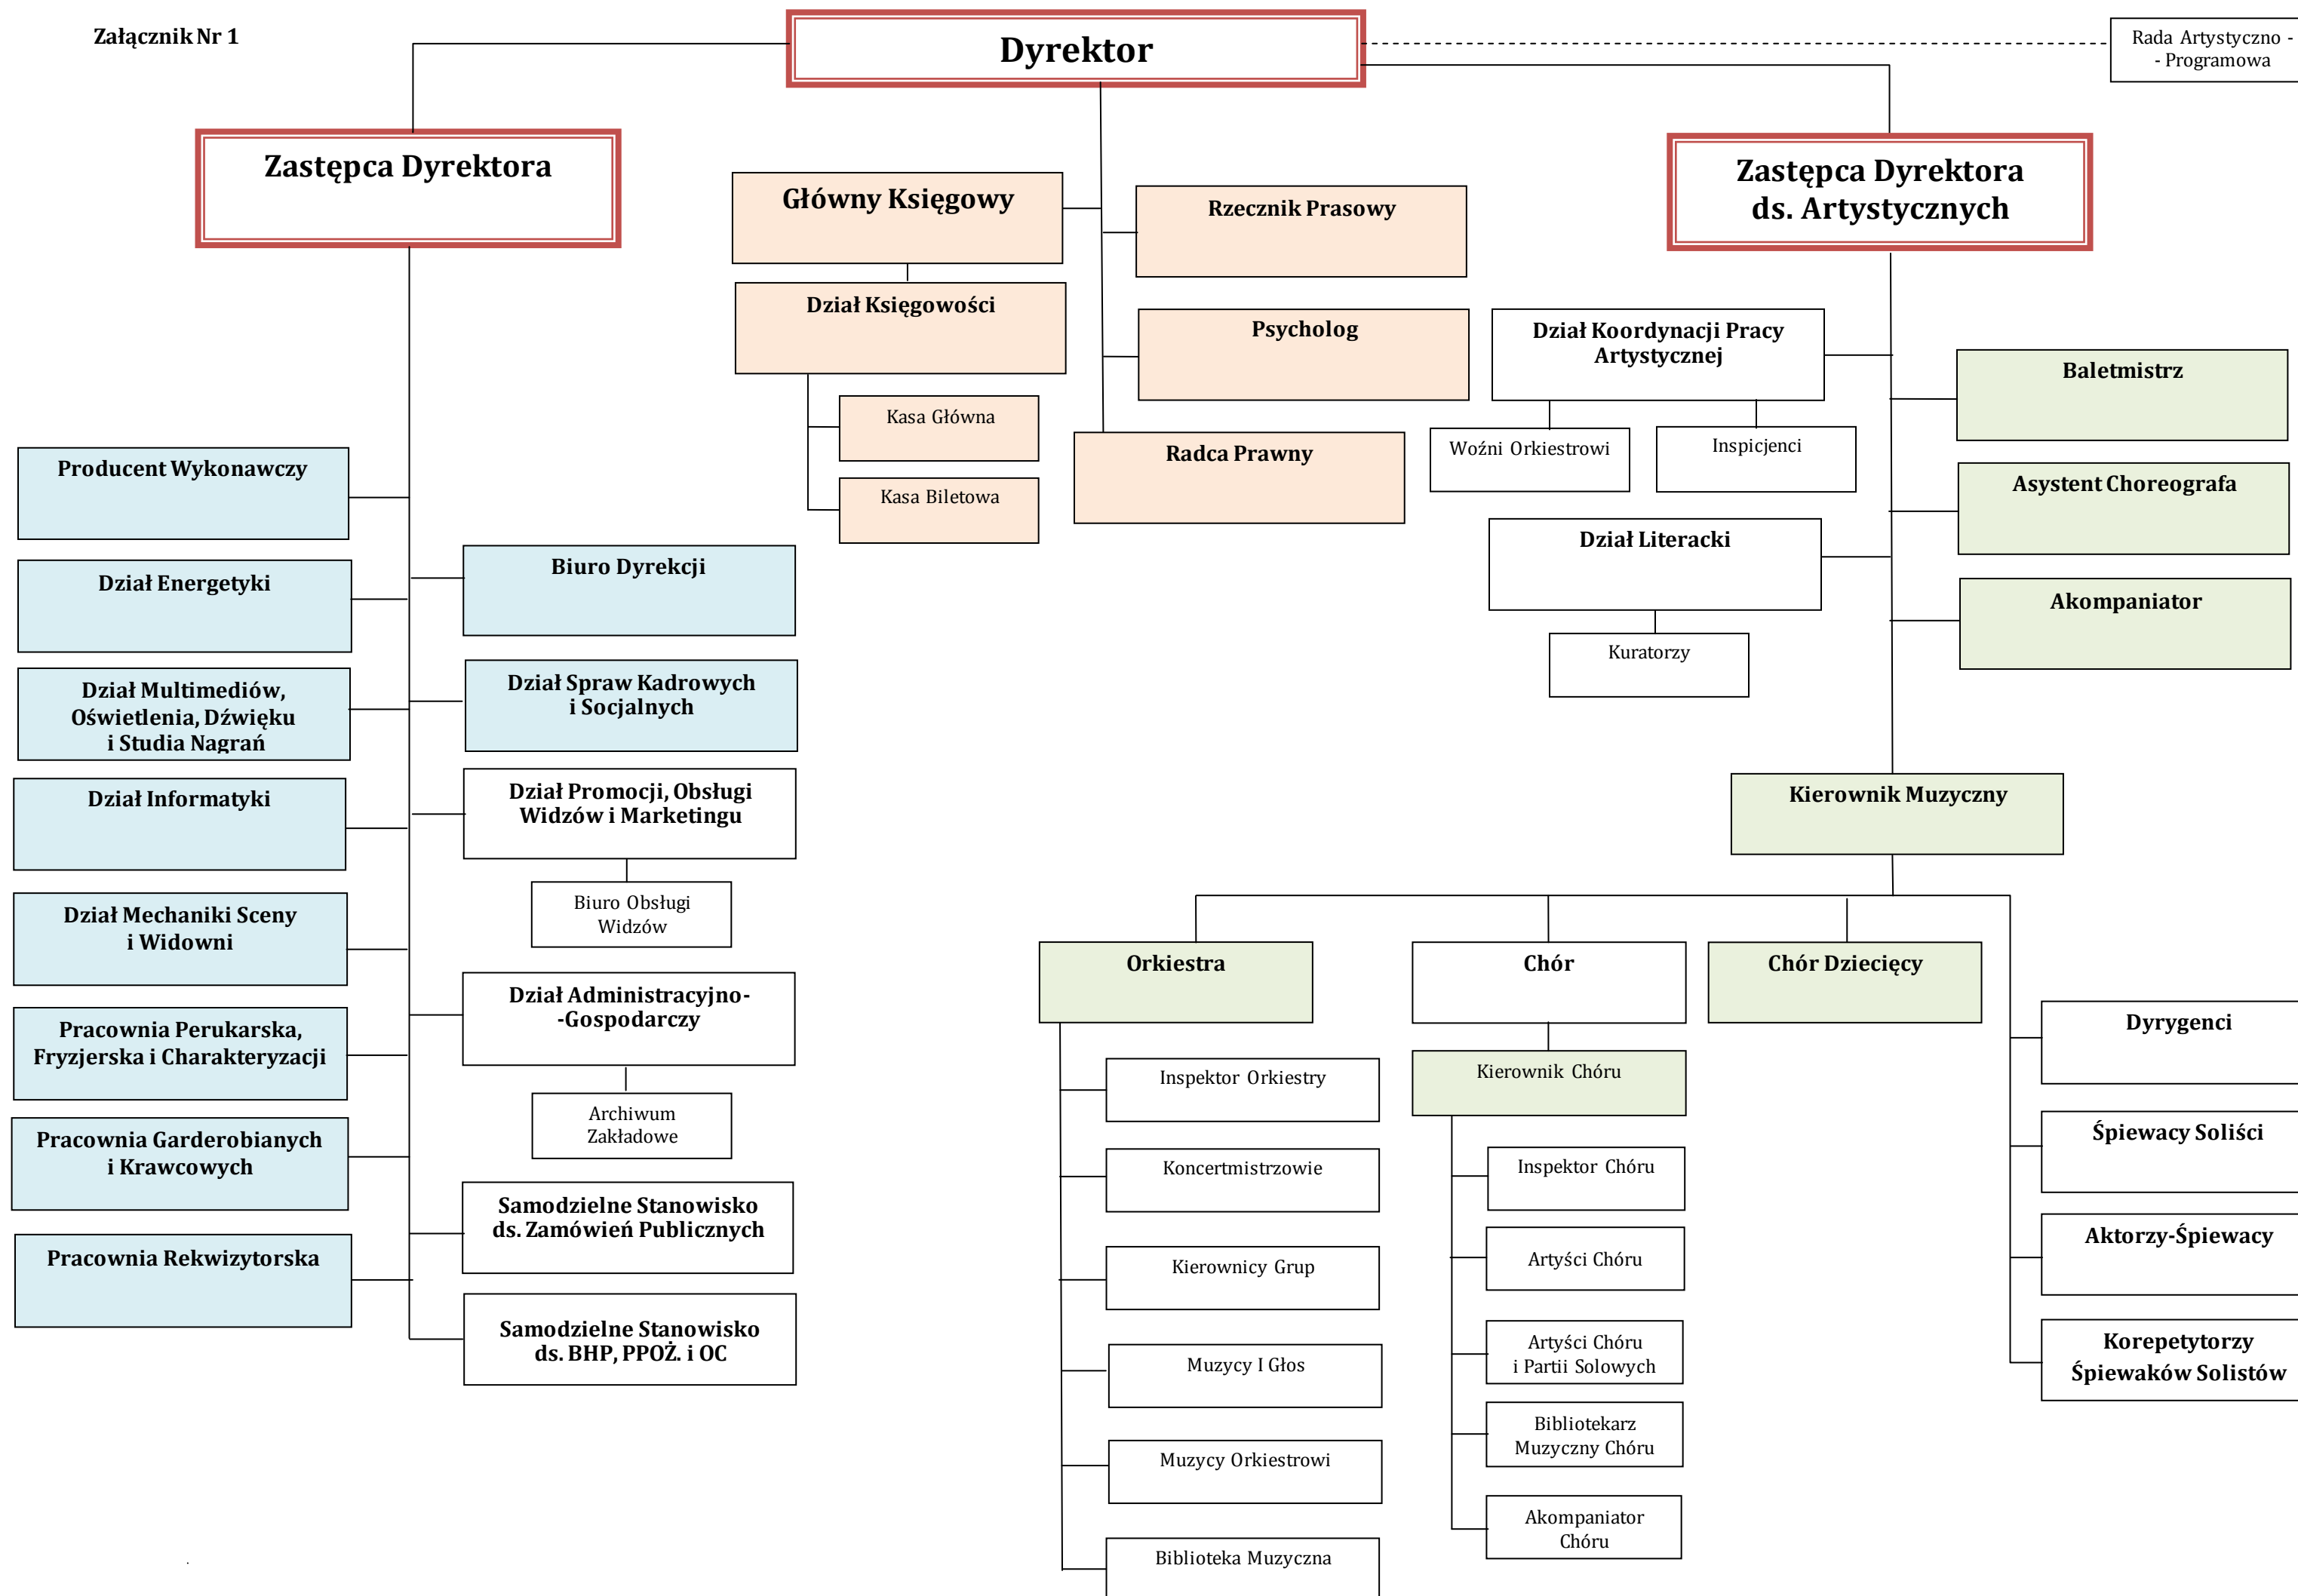 Załącznik Nr 1
Dyrektor
Rada Artystyczno -
- Programowa
Zastępca Dyrektora
Zastępca Dyrektora
ds. Artystycznych
Główny Księgowy
Rzecznik Prasowy
Dział Księgowości
Psycholog
Kasa Główna
Kasa Biletowa
Radca Prawny
Dział Koordynacji Pracy
Artystycznej
Woźni Orkiestrowi
Inspicjenci
Dział Literacki
Kuratorzy
Baletmistrz
Asystent Choreografa
Akompaniator
Producent Wykonawczy
Dział Energetyki
Dział Multimediów,
Oświetlenia, Dźwięku
i Studia Nagrań
Dział Informatyki
Dział Mechaniki Sceny
i Widowni
Pracownia Perukarska,
Fryzjerska i Charakteryzacji
Pracownia Garderobianych
i Krawcowych
Pracownia Rekwizytorska
Biuro Dyrekcji
Dział Spraw Kadrowych
i Socjalnych
Dział Promocji, Obsługi
Widzów i Marketingu
Biuro Obsługi
Widzów
Dział Administracyjno-
-Gospodarczy
Archiwum
Zakładowe
Samodzielne Stanowisko
ds. Zamówień Publicznych
Samodzielne Stanowisko
ds. BHP, PPOŻ. i OC
Kierownik Muzyczny
Orkiestra
Inspektor Orkiestry
Koncertmistrzowie
Kierownicy Grup
Muzycy I Głos
Muzycy Orkiestrowi
Biblioteka Muzyczna
Chór
Kierownik Chóru
Inspektor Chóru
Artyści Chóru
Artyści Chóru
i Partii Solowych
Bibliotekarz
Muzyczny Chóru
Akompaniator
Chóru
Chór Dziecięcy
Dyrygenci
Śpiewacy Soliści
Aktorzy-Śpiewacy
Korepetytorzy
Śpiewaków Solistów